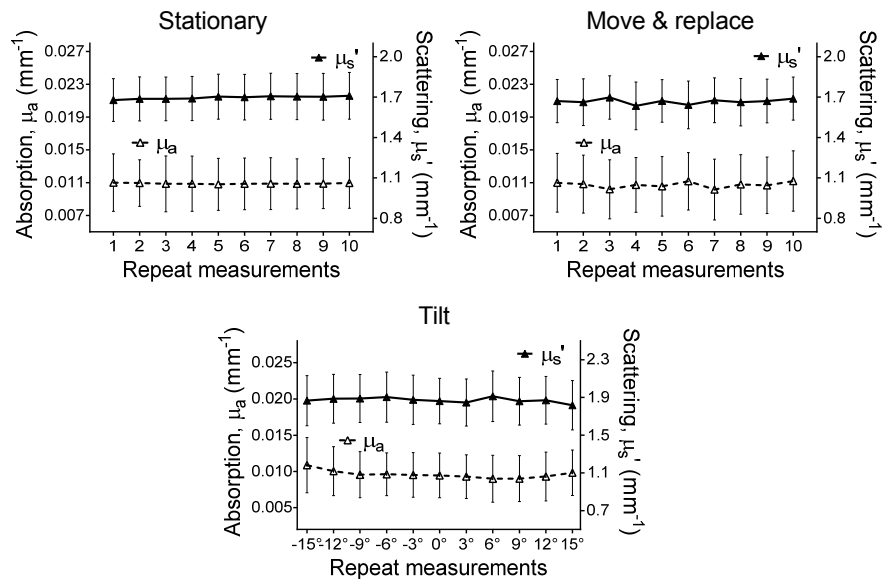 Stationary
Absorption, μa (mm-1)
0.027
0.023
0.019
0.015
0.011
0.007
μs'
μa
2.0
1.7
1.4
1.1
0.8
Scattering, μs' (mm-1)
1 2 3 4 5 6 7 8 9 10
Repeat measurements
Move & replace
Absorption, μa (mm-1)
0.027
0.023
0.019
0.015
0.011
0.007
μs'
μa
2.0
1.7
1.4
1.1
0.8
Scattering, μs' (mm-1)
1 2 3 4 5 6 7 8 9 10
Repeat measurements
Tilt
Absorption, μa (mm-1)
0.025
0.020
0.015
0.010
0.005
μs'
μa
2.3
1.9
1.5
1.1
0.7
Scattering, μs' (mm-1)
-15° -12° -9° -6° -3° 0° 3° 6° 9° 12° 15°
Repeat measurements